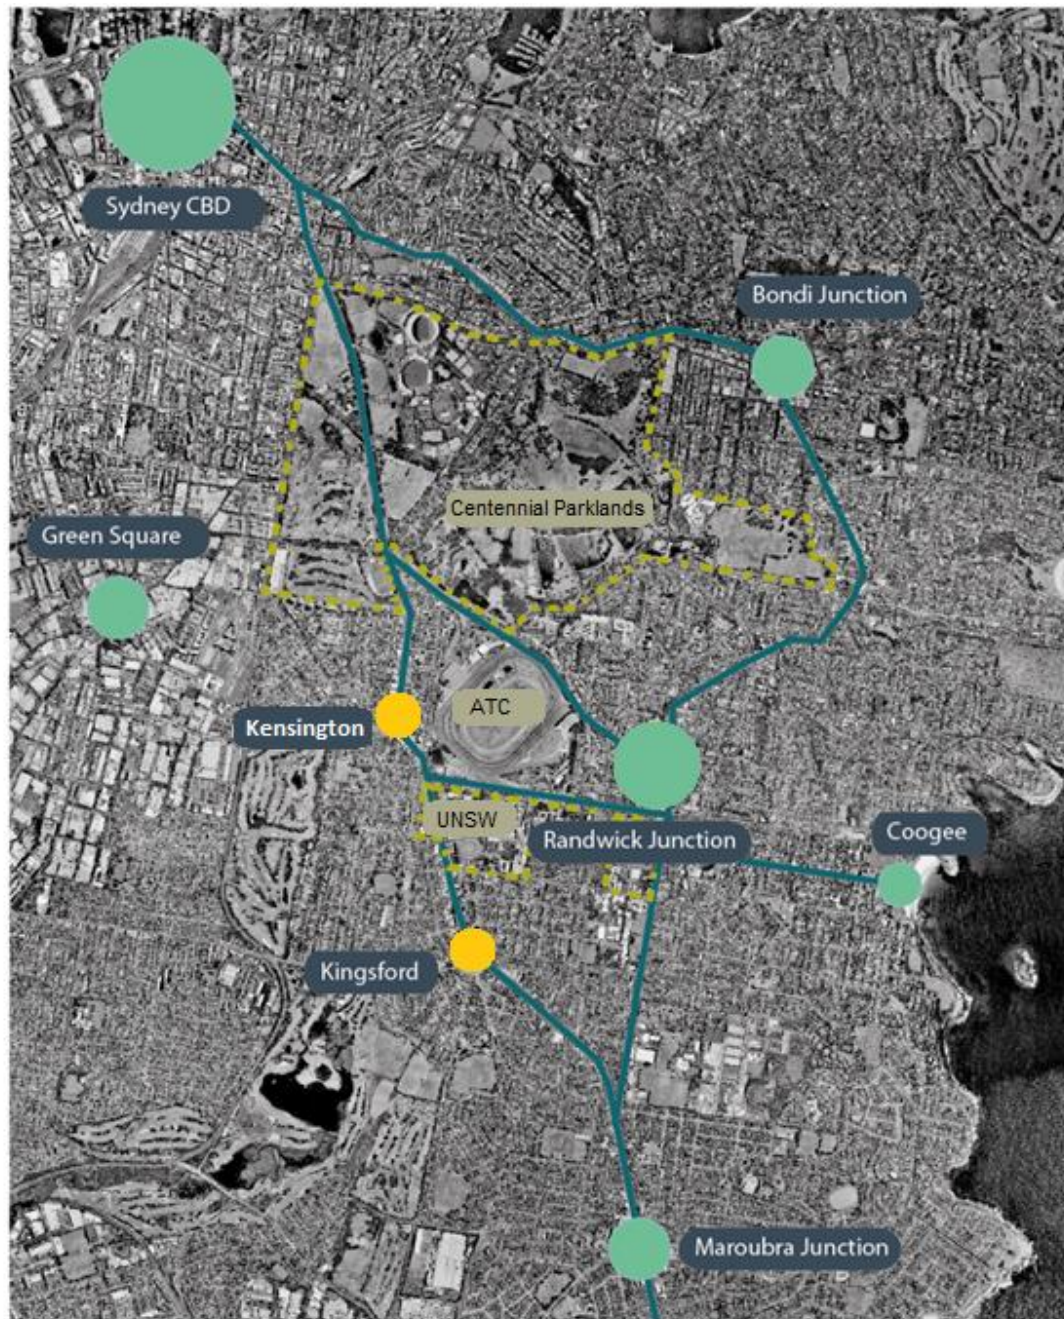 Sydney CBD
Bondi Junction
Centennial Parklands
Green Square
ATC
Kensington
UNSW
Randwick Junction
Coogee
Kingsford
Maroubra Junction